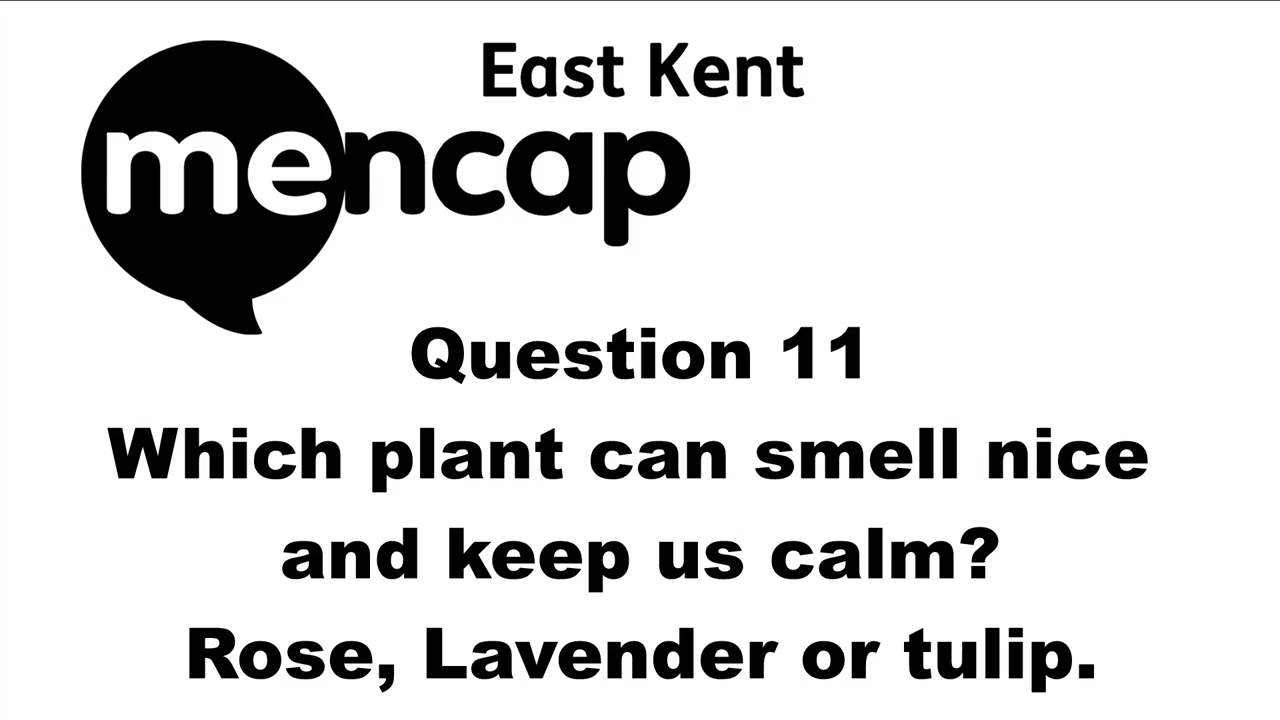 East Kent
mencap
Question 11
Which plant can smell nice
and keep us calm?
Rose, Lavender or tulip.